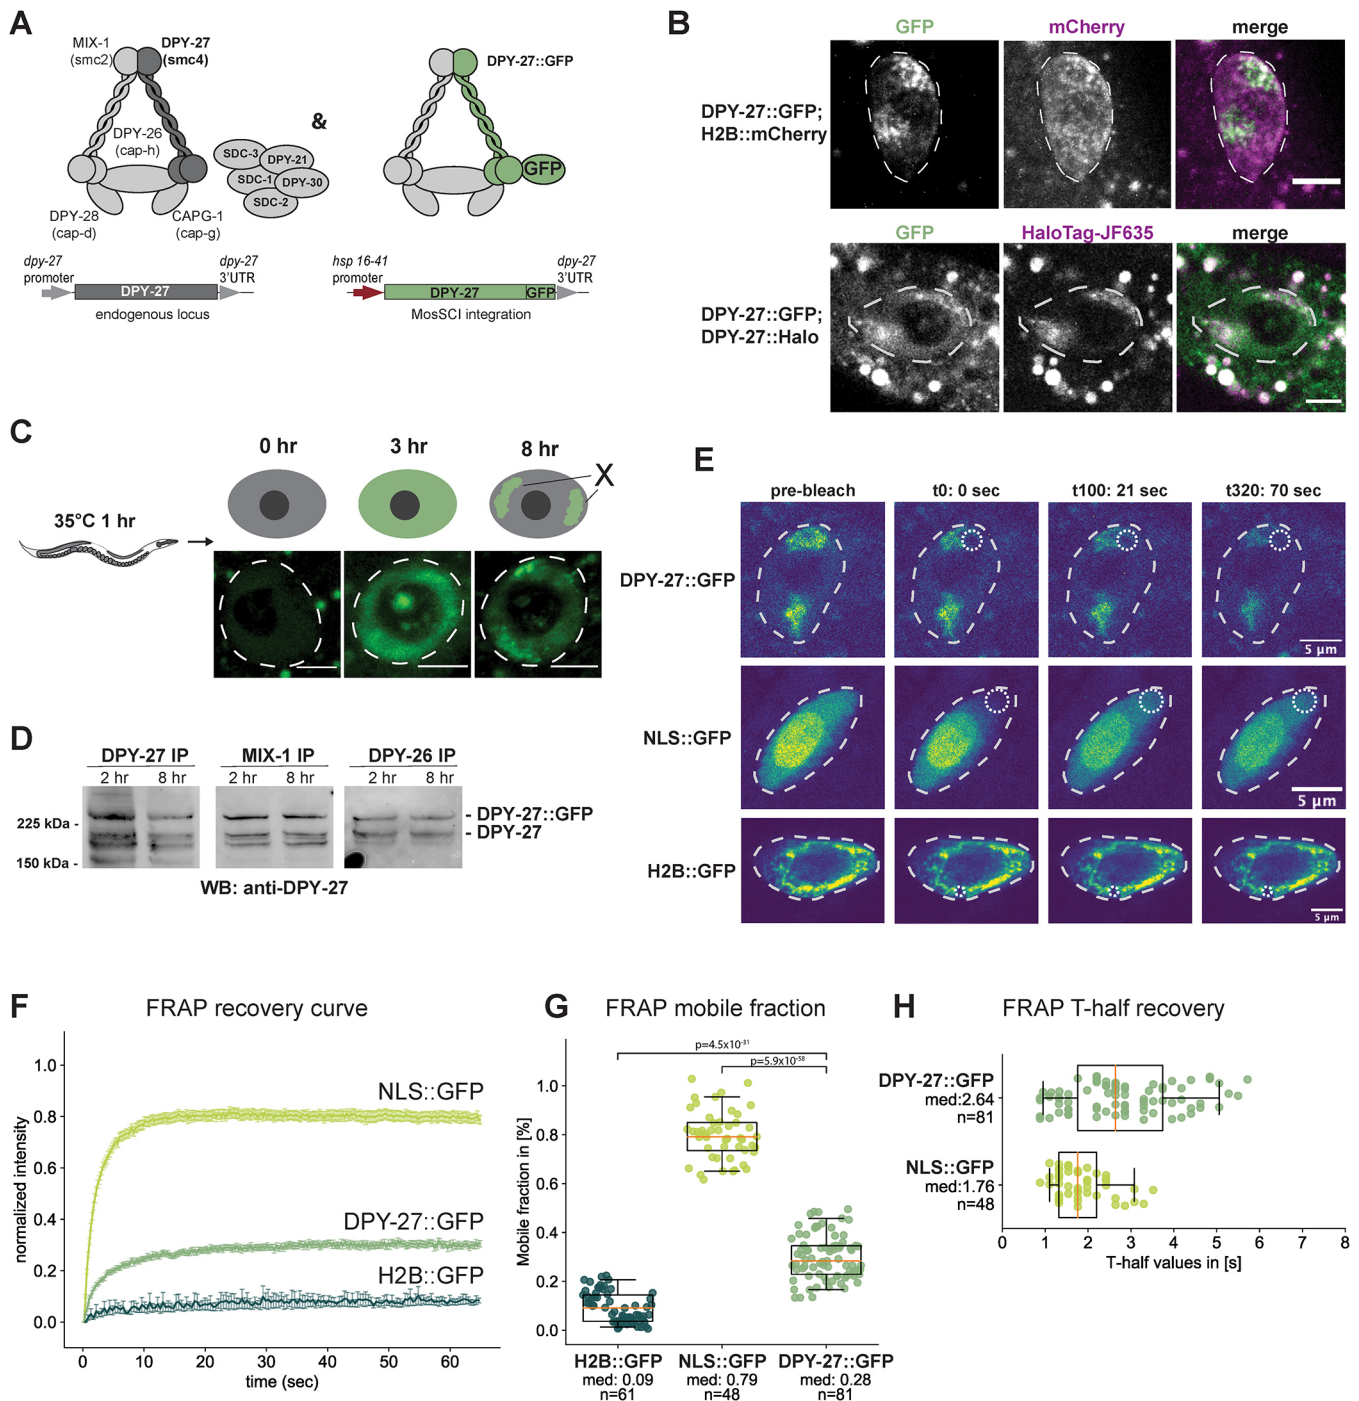 A
MIX-1
(smc2)
DPY-27
(smc4)
DPY-26
(cap-h)
DPY-28
(cap-d)
CAPG-1
(cap-g)
SDC-3
DPY-21
SDC-1
DPY-30
SDC-2
&
DPY-27::GFP
GFP
dpy-27
promoter
dpy-27
3'UTR
DPY-27
endogenous locus
hsp 16-41
promoter
dpy-27
3'UTR
DPY-27
GFP
MosSCI integration
B
GFP
mCherry
merge
DPY-27::GFP;
H2B::mCherry
GFP
HaloTag-JF635
merge
DPY-27::GFP;
DPY-27::Halo
C
0 hr
3 hr
8 hr
X
35°C 1 hr
D
DPY-27 IP
MIX-1 IP
DPY-26 IP
2 hr
8 hr
2 hr
8 hr
2 hr
8 hr
225 kDa -
150 kDa -
- DPY-27::GFP
- DPY-27
WB: anti-DPY-27
E
pre-bleach
t0: 0 sec
t100: 21 sec
t320: 70 sec
DPY-27::GFP
5 µm
NLS::GFP
5 µm
H2B::GFP
5 µm
F
FRAP recovery curve
normalized intensity
1.0
0.8
0.6
0.4
0.2
0.0
NLS::GFP
DPY-27::GFP
H2B::GFP
0
10
20
30
40
50
60
time (sec)
G
FRAP mobile fraction
Mobile fraction in [%]
p=4.5x10-31
p=5.9x10-58
1.0
0.8
0.6
0.4
0.2
0.0
H2B::GFP
med: 0.09
n=61
NLS::GFP
med: 0.79
n=48
DPY-27::GFP
med: 0.28
n=81
H
FRAP T-half recovery
DPY-27::GFP
med:2.64
n=81
NLS::GFP
med:1.76
n=48
0
1
2
3
4
5
6
7
8
T-half values in [s]